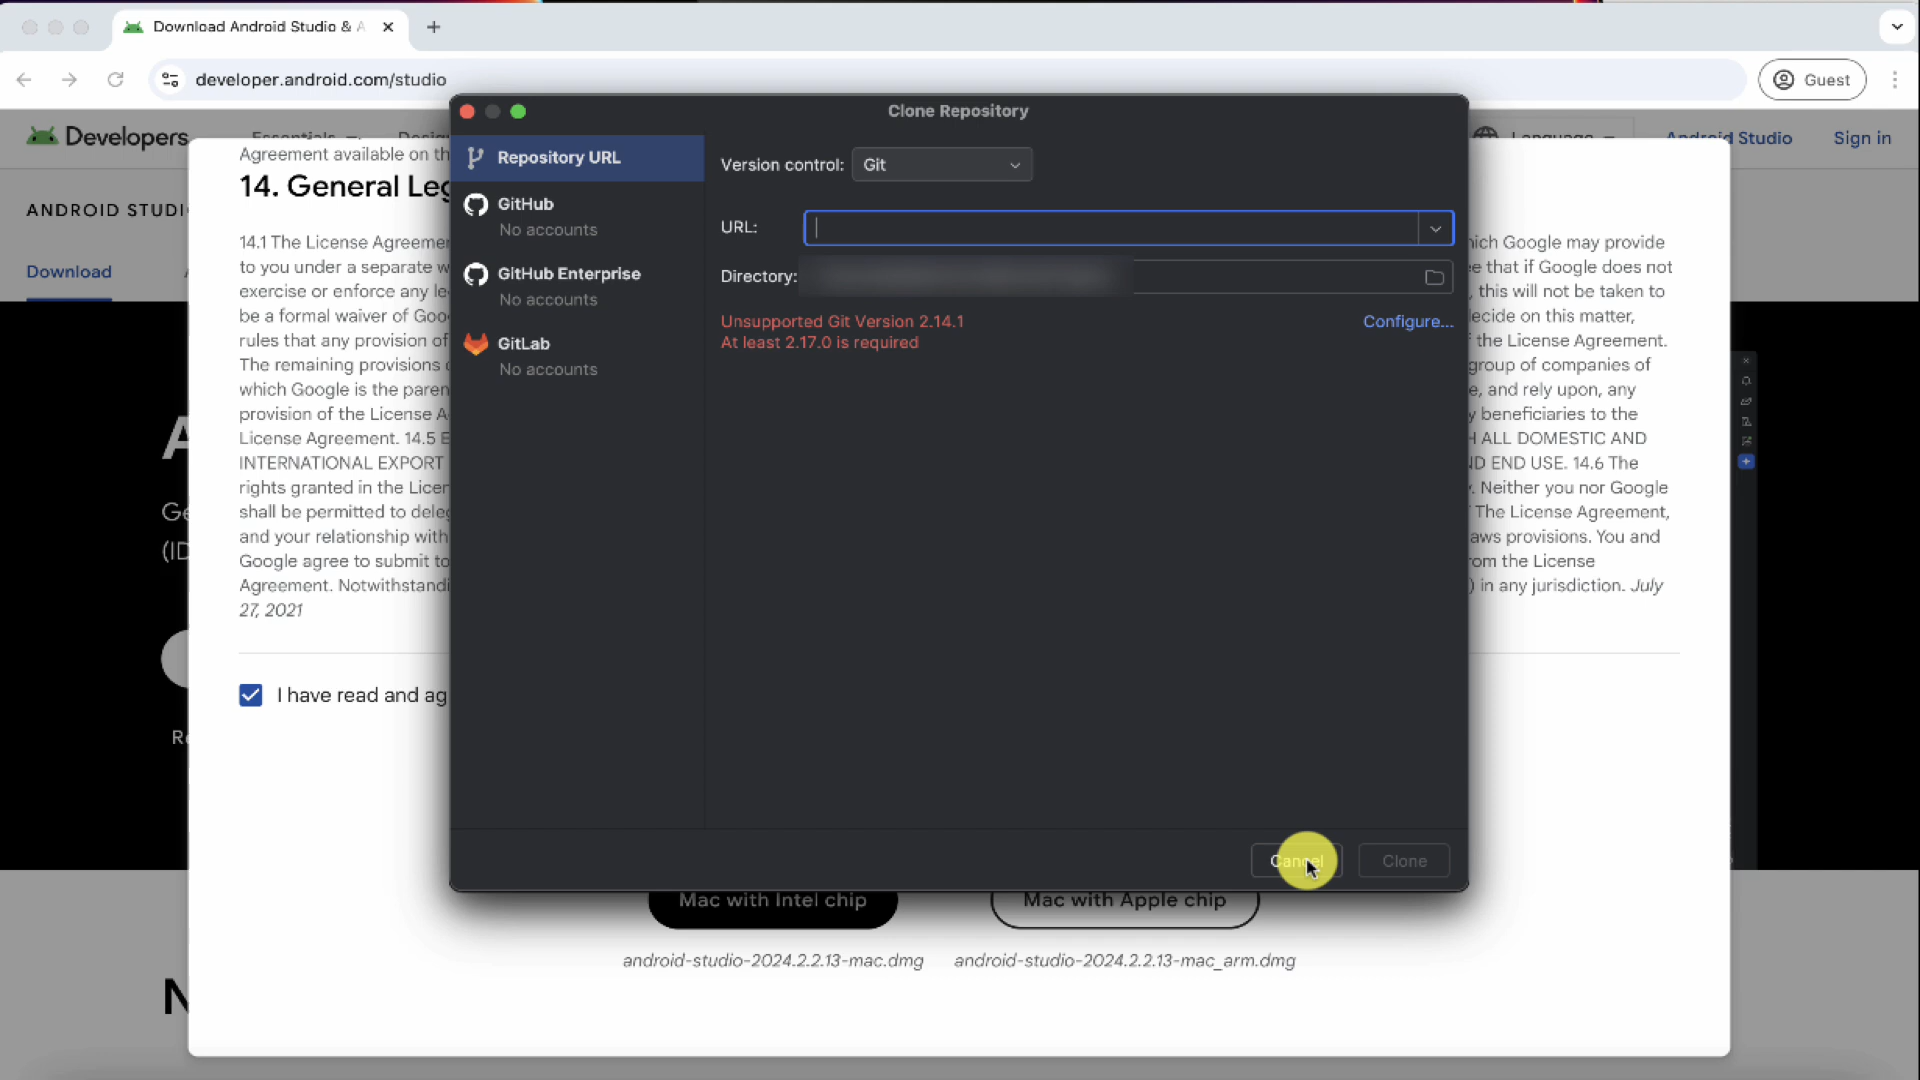 Download Android Studio & A
developer.android.com/studio
Guest
Clone Repository
Developers
Essentials
Language
Android Studio
Sign in
Agreement available on th
14. General Leg
ANDROID STUDI
Download
14.1 The License Agreemen
to you under a separate w
exercise or enforce any le
be a formal waiver of Goo
rules that any provision of
The remaining provisions
which Google is the paren
provision of the License A
License Agreement. 14.5 E
INTERNATIONAL EXPORT
rights granted in the Licen
shall be permitted to deleg
and your relationship with
Google agree to submit to
Agreement. Notwithstandi
27, 2021
I have read and ag
Repository URL
GitHub
No accounts
GitHub Enterprise
No accounts
GitLab
No accounts
Version control: Git
URL:
Directory:
Unsupported Git Version 2.14.1
At least 2.17.0 is required
Configure...
Cancel
Clone
hich Google may provide
e that if Google does not
, this will not be taken to
ecide on this matter,
the License Agreement.
group of companies of
e, and rely upon, any
y beneficiaries to the
H ALL DOMESTIC AND
ND END USE. 14.6 The
. Neither you nor Google
The License Agreement,
aws provisions. You and
rom the License
) in any jurisdiction. July
Mac with Intel chip
Mac with Apple chip
android-studio-2024.2.2.13-mac.dmg
android-studio-2024.2.2.13-mac_arm.dmg